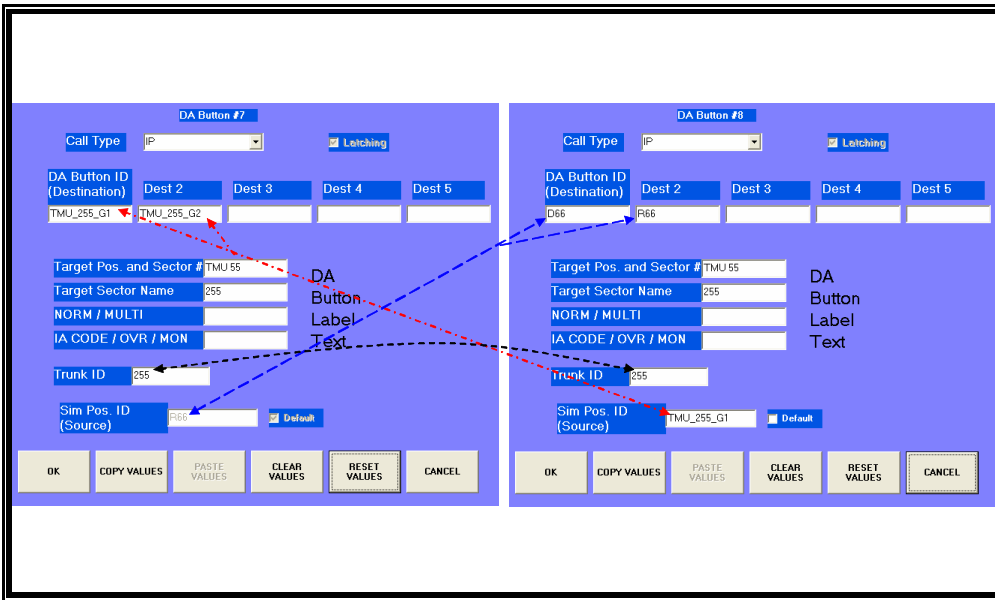 DA Button #7
Call Type IP Latching
DA Button ID
(Destination) Dest 2 Dest 3 Dest 4 Dest 5
TMU_255_G1 TMU_255_G2
Target Pos. and Sector # TMU 55
Target Sector Name 255
NORM / MULTI
IA CODE / OVR / MON
DA
Button
Label
Text
Trunk ID 255
Sim Pos. ID
(Source) R66 Default
OK COPY VALUES PASTE VALUES CLEAR VALUES RESET VALUES CANCEL
DA Button #8
Call Type IP Latching
DA Button ID
(Destination) Dest 2 Dest 3 Dest 4 Dest 5
D66 R66
Target Pos. and Sector # TMU 55
Target Sector Name 255
NORM / MULTI
IA CODE / OVR / MON
DA
Button
Label
Text
Trunk ID 255
Sim Pos. ID
(Source) TMU_255_G1 Default
OK COPY VALUES PASTE VALUES CLEAR VALUES RESET VALUES CANCEL